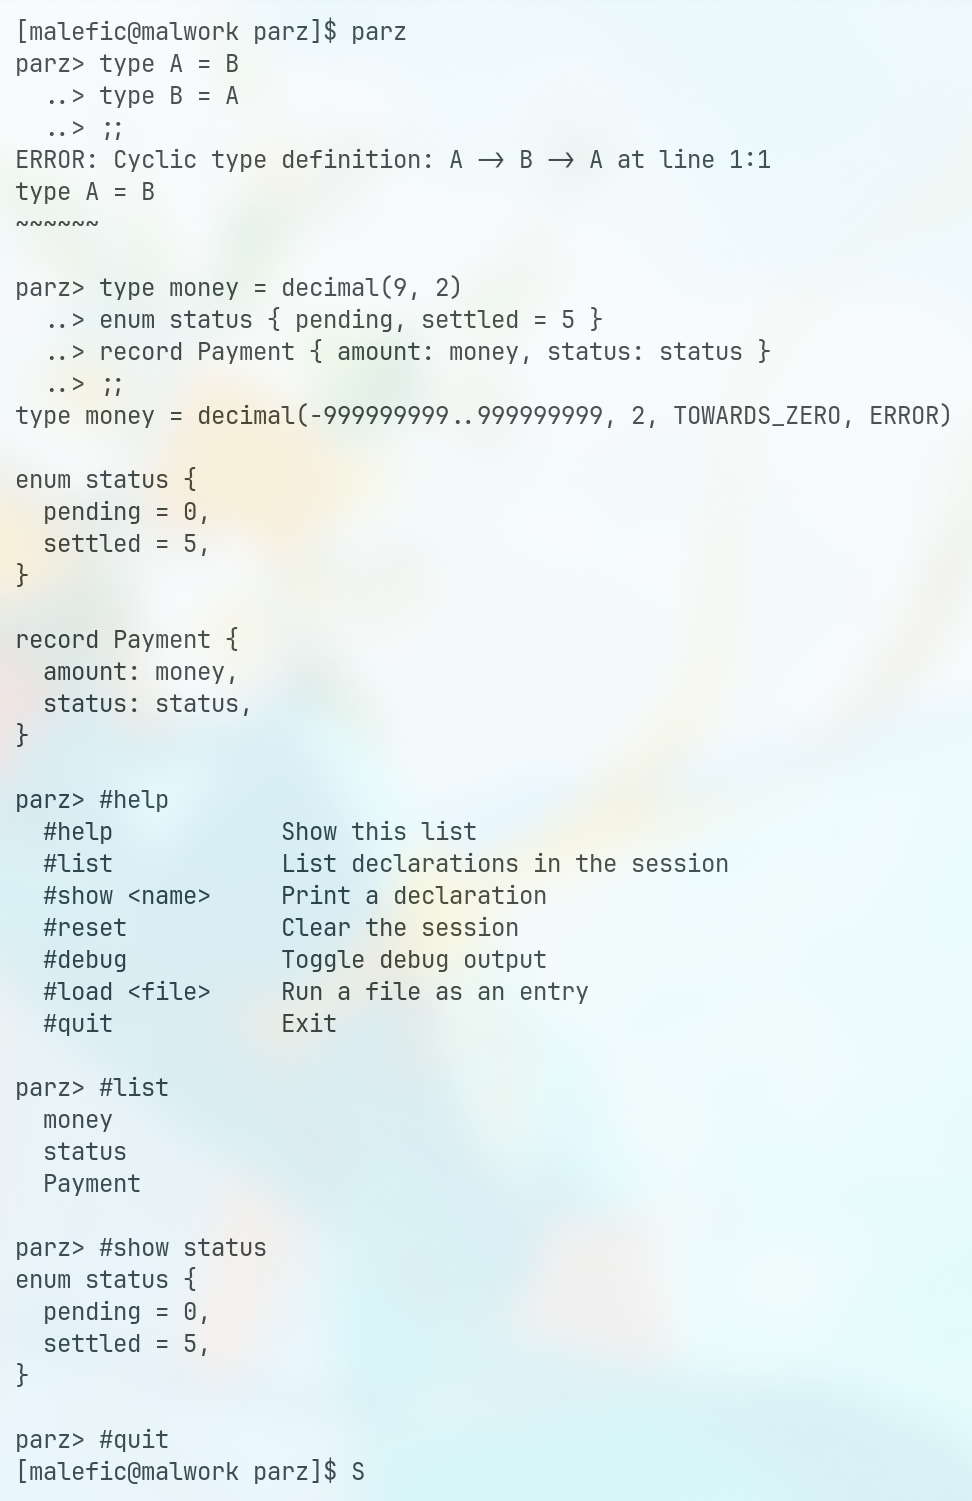 [malefic@malwork parz]$ parz
parz> type A = B
  ..> type B = A
  ..> ;;
ERROR: Cyclic type definition: A -> B -> A at line 1:1
type A = B
~~~~~~

parz> type money = decimal(9, 2)
  ..> enum status { pending, settled = 5 }
  ..> record Payment { amount: money, status: status }
  ..> ;;
type money = decimal(-999999999..999999999, 2, TOWARDS_ZERO, ERROR)

enum status {
  pending = 0,
  settled = 5,
}

record Payment {
  amount: money,
  status: status,
}

parz> #help
  #help            Show this list
  #list            List declarations in the session
  #show <name>     Print a declaration
  #reset           Clear the session
  #debug           Toggle debug output
  #load <file>     Run a file as an entry
  #quit            Exit

parz> #list
  money
  status
  Payment

parz> #show status
enum status {
  pending = 0,
  settled = 5,
}

parz> #quit
[malefic@malwork parz]$ S